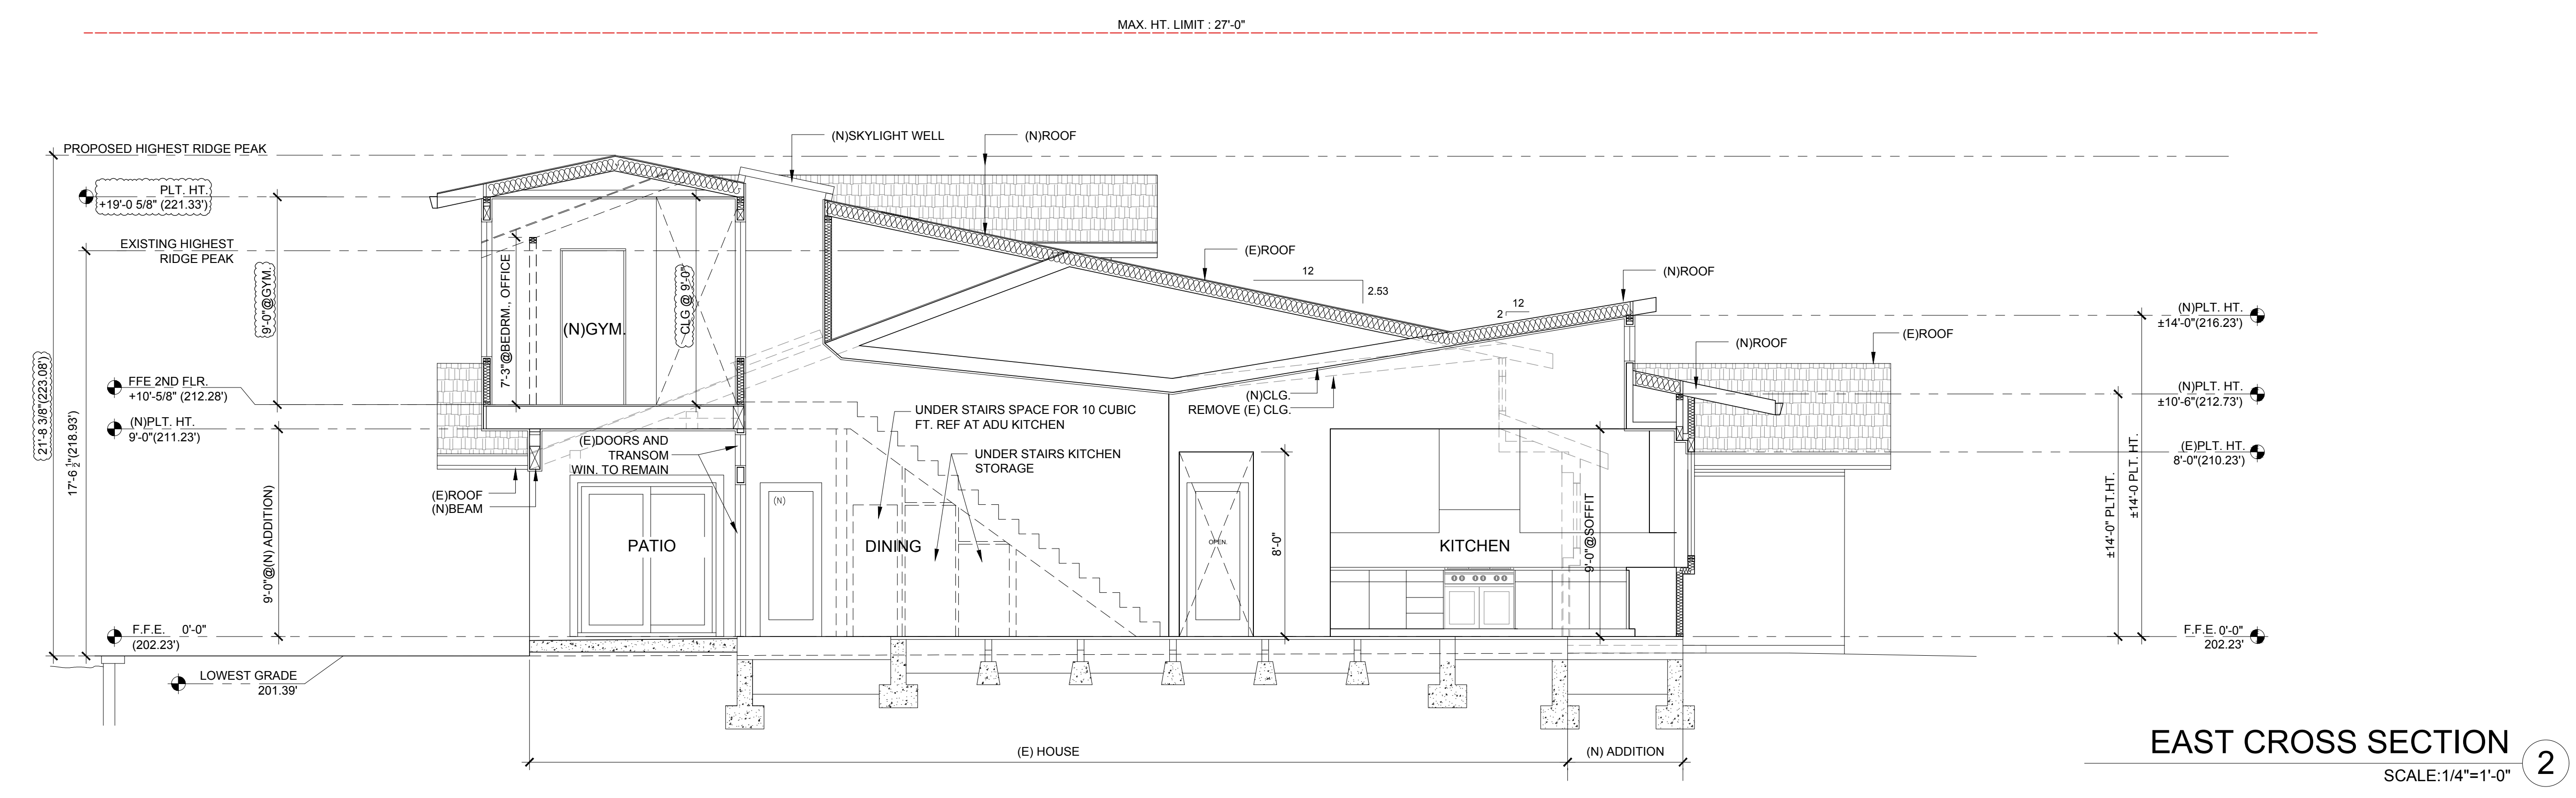 MAX. HT. LIMIT : 27'-0"
(N)SKYLIGHT WELL
(N)ROOF
PROPOSED HIGHEST RIDGE PEAK
PLT. HT.
+19'-0 5/8" (221.33')
EXISTING HIGHEST
RIDGE PEAK
(E)ROOF
12
2.53
(N)ROOF
12
2
9'-0"@GYM.
7'-3"@BEDRM., OFFICE
(N)GYM.
CLG @ 9'-0"
(N)PLT. HT.
±14'-0"(216.23')
(E)ROOF
(N)ROOF
21'-8 3/8"(223.08')
17'-6 1/2"(218.93')
FFE 2ND FLR.
+10'-5/8" (212.28')
(N)PLT. HT.
9'-0"(211.23')
(N)CLG.
REMOVE (E) CLG.
(N)PLT. HT.
±10'-6"(212.73')
UNDER STAIRS SPACE FOR 10 CUBIC
FT. REF AT ADU KITCHEN
(E)DOORS AND
TRANSOM
WIN. TO REMAIN
UNDER STAIRS KITCHEN
STORAGE
(E)PLT. HT.
8'-0"(210.23')
(E)ROOF
(N)BEAM
9'-0"@(N) ADDITION)
(N)
PATIO
DINING
OPEN.
8'-0"
KITCHEN
9'-0"@SOFFIT
±14'-0" PLT.HT.
±14'-0 PLT. HT.
F.F.E. 0'-0"
(202.23')
F.F.E. 0'-0"
202.23'
LOWEST GRADE
201.39'
(E) HOUSE
(N) ADDITION
EAST CROSS SECTION
2
SCALE:1/4"=1'-0"